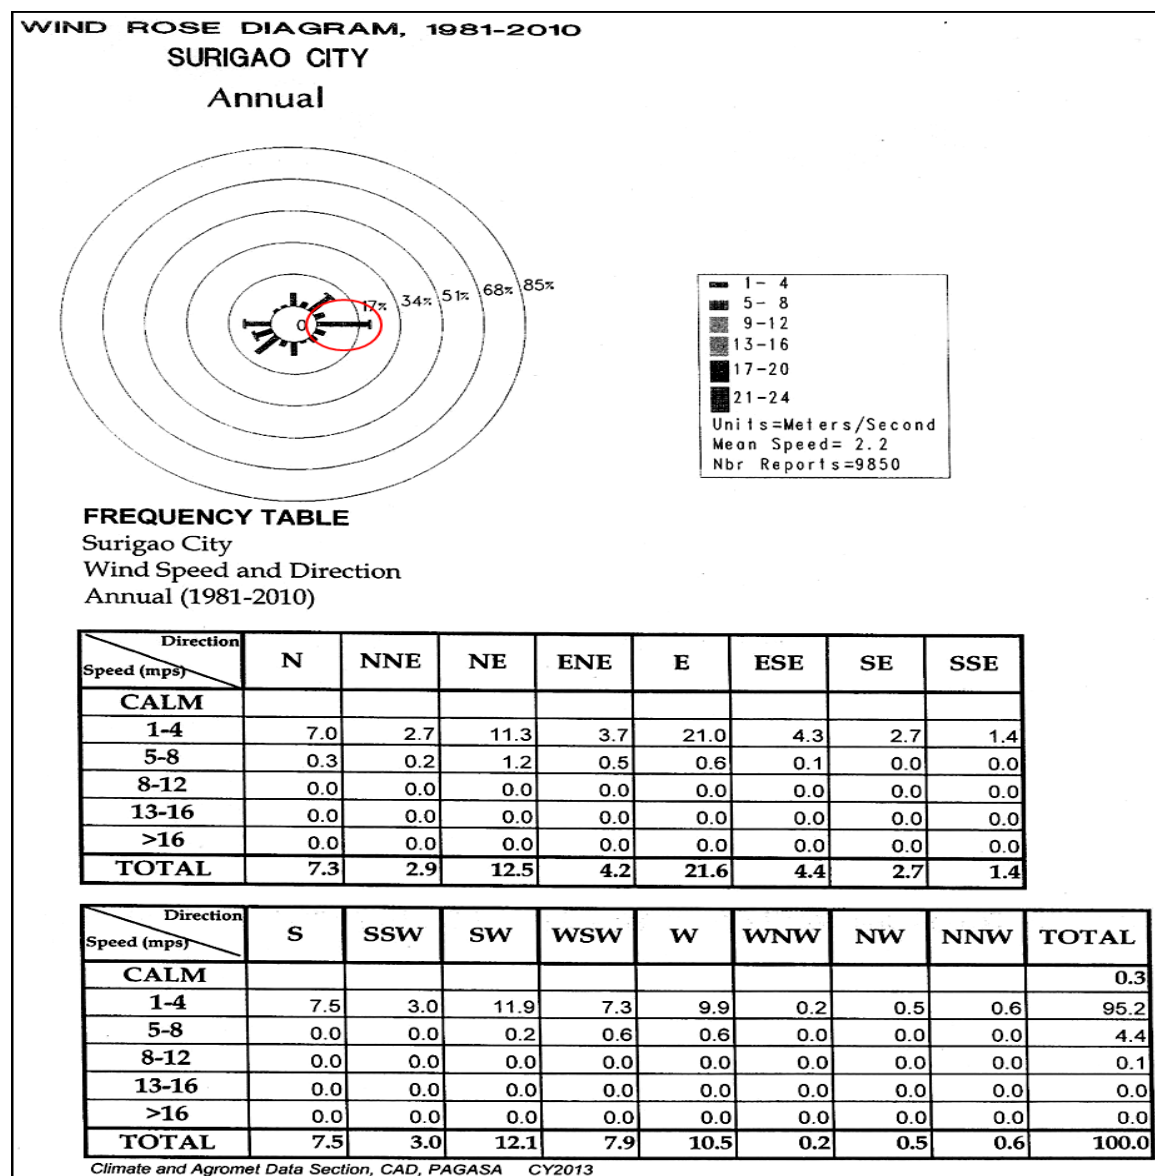 WIND ROSE DIAGRAM, 1981-2010
SURIGAO CITY
Annual
0 17% 34% 51% 68% 85%
1- 4
5- 8
9-12
13-16
17-20
21-24
Units=Meters/Second
Mean Speed= 2.2
Nbr Reports=9850
FREQUENCY TABLE
Surigao City
Wind Speed and Direction
Annual (1981-2010)
Direction
Speed (mps) N NNE NE ENE E ESE SE SSE
CALM
1-4 7.0 2.7 11.3 3.7 21.0 4.3 2.7 1.4
5-8 0.3 0.2 1.2 0.5 0.6 0.1 0.0 0.0
8-12 0.0 0.0 0.0 0.0 0.0 0.0 0.0 0.0
13-16 0.0 0.0 0.0 0.0 0.0 0.0 0.0 0.0
>16 0.0 0.0 0.0 0.0 0.0 0.0 0.0 0.0
TOTAL 7.3 2.9 12.5 4.2 21.6 4.4 2.7 1.4
Direction
Speed (mps) S SSW SW WSW W WNW NW NNW TOTAL
CALM 0.3
1-4 7.5 3.0 11.9 7.3 9.9 0.2 0.5 0.6 95.2
5-8 0.0 0.0 0.2 0.6 0.6 0.0 0.0 0.0 4.4
8-12 0.0 0.0 0.0 0.0 0.0 0.0 0.0 0.0 0.1
13-16 0.0 0.0 0.0 0.0 0.0 0.0 0.0 0.0 0.0
>16 0.0 0.0 0.0 0.0 0.0 0.0 0.0 0.0 0.0
TOTAL 7.5 3.0 12.1 7.9 10.5 0.2 0.5 0.6 100.0
Climate and Agromet Data Section, CAD, PAGASA CY2013